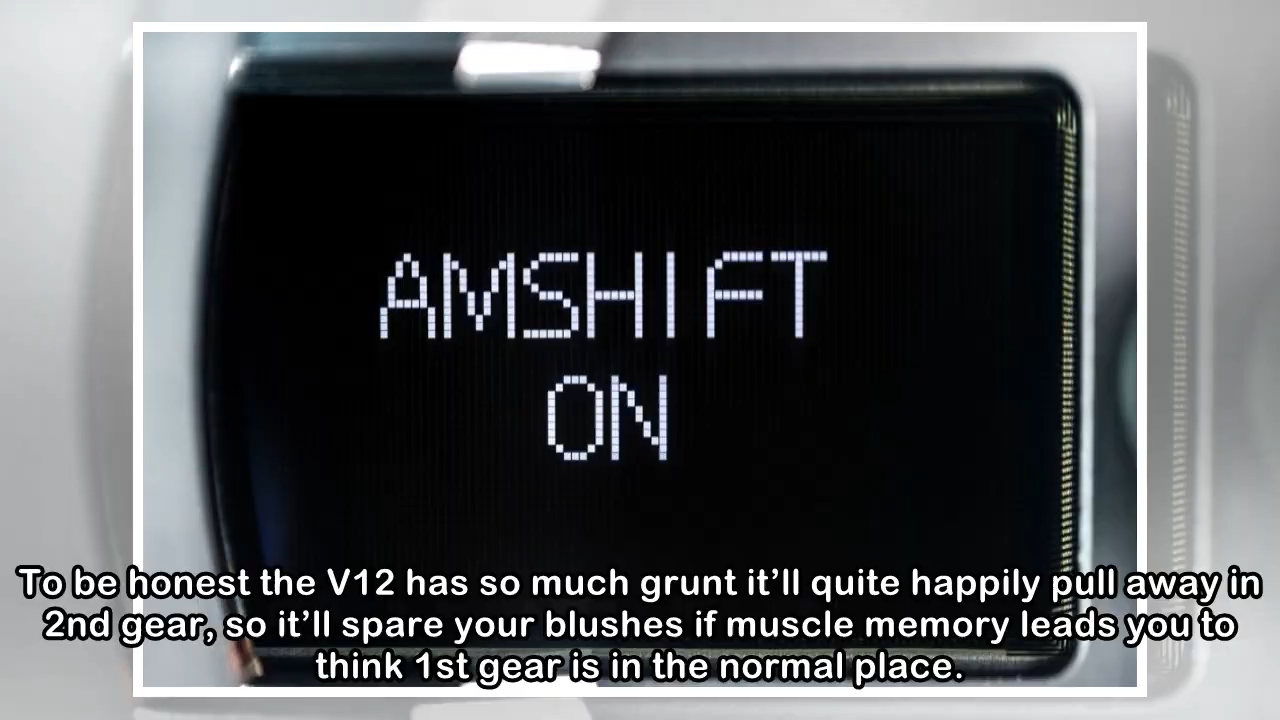 AMSHIFT
ON
To be honest the V12 has so much grunt it’ll quite happily pull away in
2nd gear, so it’ll spare your blushes if muscle memory leads you to
think 1st gear is in the normal place.